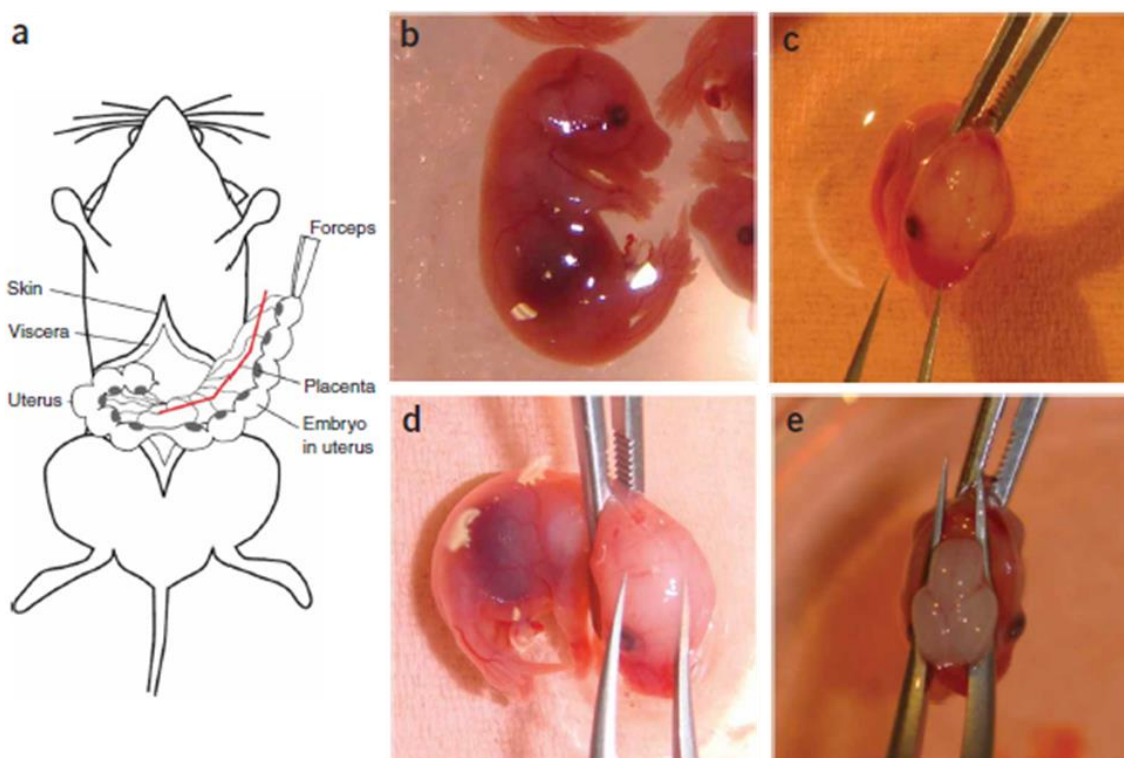 a
b
c
Forceps
Skin
Viscera
Placenta
Uterus
Embryo
in uterus
d
e